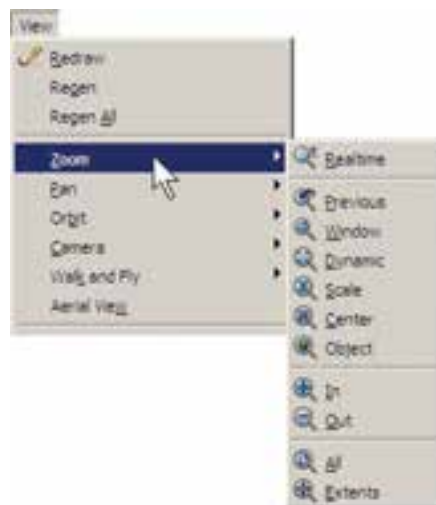 View
Redraw
Regen
Regen All
Zoom
Pan
Orbit
Camera
Walk and Fly
Aerial View
Realtime
Previous
Window
Dynamic
Scale
Center
Object
In
Out
All
Extents